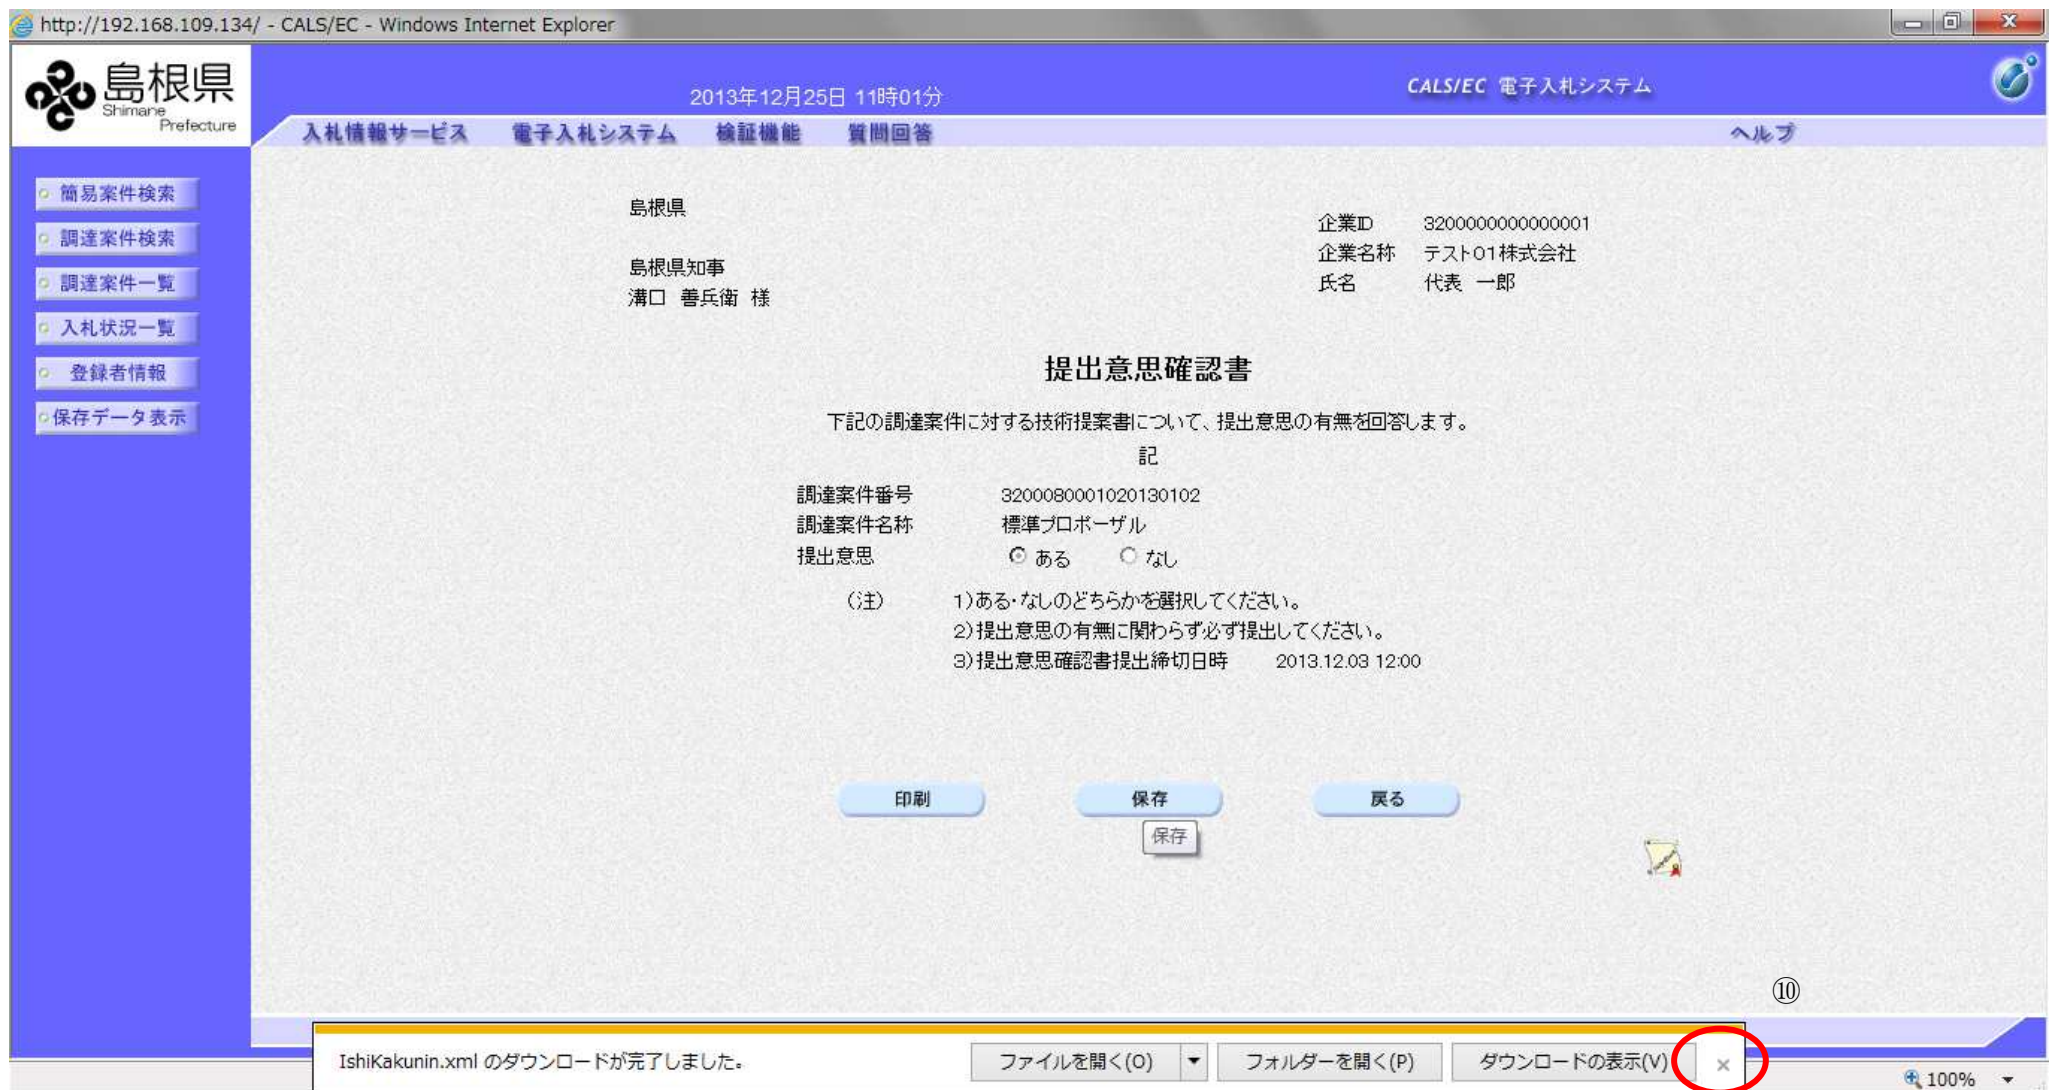 http://192.168.109.134/ - CALS/EC - Windows Internet Explorer
島根県
Shimane
Prefecture
2013年12月25日 11時01分
CALS/EC 電子入札システム
入札情報サービス 電子入札システム 検証機能 質問回答 ヘルプ
簡易案件検索
調達案件検索
調達案件一覧
入札状況一覧
登録者情報
保存データ表示
島根県
島根県知事
溝口 善兵衛 様
企業ID 3200000000000001
企業名称 テスト01株式会社
氏名 代表 一郎
提出意思確認書
下記の調達案件に対する技術提案書について、提出意思の有無を回答します。
記
調達案件番号 3200080001020130102
調達案件名称 標準プロポーザル
提出意思 ある なし
(注) 1)ある・なしのどちらかを選択してください。
2)提出意思の有無に関わらず必ず提出してください。
3)提出意思確認書提出締切日時 2013.12.03 12:00
印刷 保存 戻る
保存
⑩
IshiKakunin.xml のダウンロードが完了しました。 ファイルを開く(O) フォルダーを開く(P) ダウンロードの表示(V) ×
100%